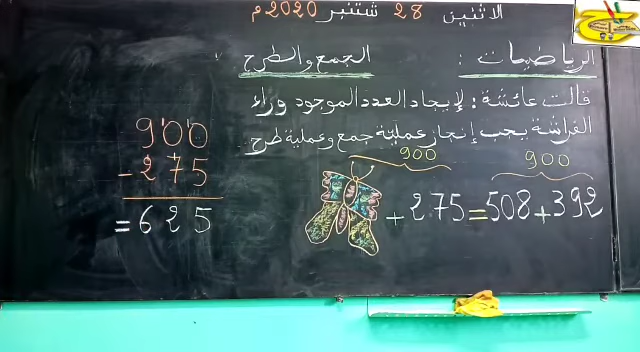 الاثنين 28 شتنبر 2020م
الرياضيات : الجمع والطرح
قالت عائشة : لإيجاد العدد الموجود وراء
الفراشة يجب إنجاز عملية جمع وعملية طرح
900 900
+ 275 = 508 + 392
900
- 275
= 625